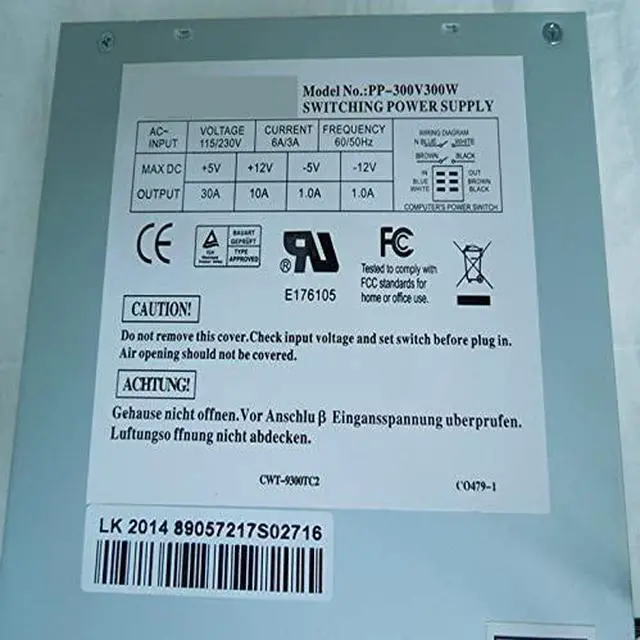 Model No.:PP-300V300W
SWITCHING POWER SUPPLY
AC-INPUT VOLTAGE 115/230V CURRENT 6A/3A FREQUENCY 60/50Hz
MAX DC +5V +12V -5V -12V
OUTPUT 30A 10A 1.0A 1.0A
WIRING DIAGRAM
N BLUE WHITE
BROWN BLACK
IN OUT
BLUE BROWN
WHITE BLACK
COMPUTER'S POWER SWITCH
CE
BAUART
GEPRÜFT
TYPE
APPROVED
® RU
E176105
FC
Tested to comply with
FCC standards for
home or office use.
CAUTION!
Do not remove this cover.Check input voltage and set switch before plug in.
Air opening should not be covered.
ACHTUNG!
Gehause nicht offnen.Vor Anschlu β Eingansspannung uberprufen.
Luftungso ffnung nicht abdecken.
CWT-9300TC2
CO479-1
LK 2014 89057217S02716